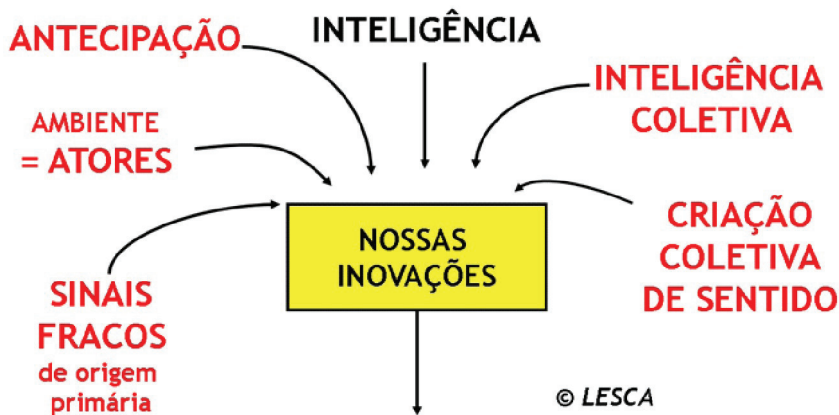 ANTECIPAÇÃO
INTELIGÊNCIA
INTELIGÊNCIA
COLETIVA
AMBIENTE
= ATORES
NOSSAS
INOVAÇÕES
CRIAÇÃO
COLETIVA
DE SENTIDO
SINAIS
FRACOS
de origem
primária
© LESCA